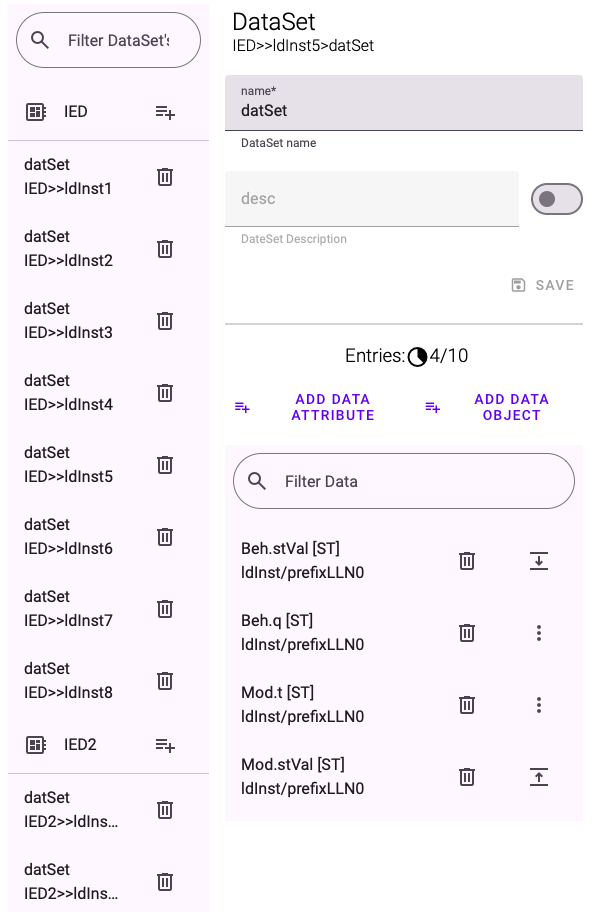 Filter DataSet's
IED
datSet
IED>>ldInst1
datSet
IED>>ldInst2
datSet
IED>>ldInst3
datSet
IED>>ldInst4
datSet
IED>>ldInst5
datSet
IED>>ldInst6
datSet
IED>>ldInst7
datSet
IED>>ldInst8
IED2
datSet
IED2>>ldIns...
datSet
IED2>>ldIns...
DataSet
IED>>ldInst5>datSet
name*
datSet
DataSet name
desc
DateSet Description
SAVE
Entries: 4/10
ADD DATA
ATTRIBUTE
ADD DATA
OBJECT
Filter Data
Beh.stVal [ST]
ldInst/prefixLLN0
Beh.q [ST]
ldInst/prefixLLN0
Mod.t [ST]
ldInst/prefixLLN0
Mod.stVal [ST]
ldInst/prefixLLN0